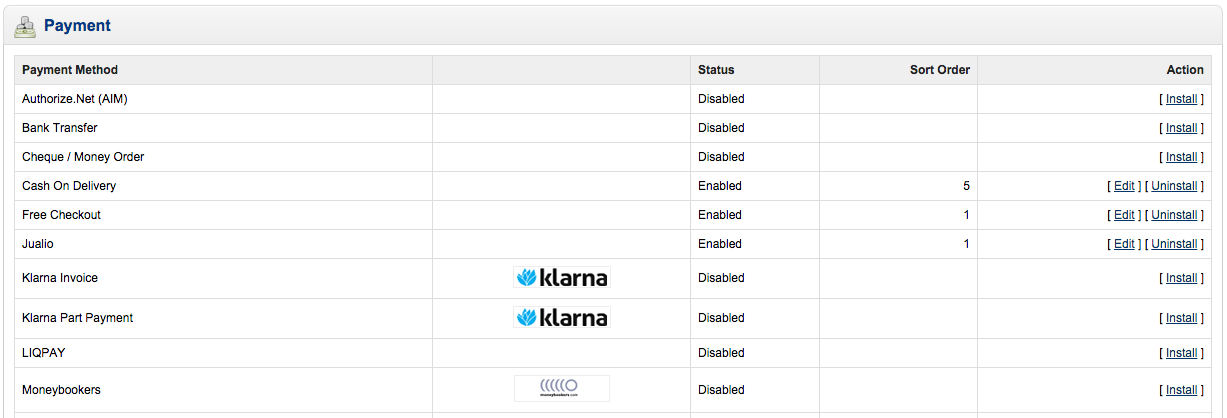 Payment
Payment Method Status Sort Order Action
Authorize.Net (AIM) Disabled [ Install ]
Bank Transfer Disabled [ Install ]
Cheque / Money Order Disabled [ Install ]
Cash On Delivery Enabled 5 [ Edit ] [ Uninstall ]
Free Checkout Enabled 1 [ Edit ] [ Uninstall ]
Jualio Enabled 1 [ Edit ] [ Uninstall ]
Klarna Invoice klarna Disabled [ Install ]
Klarna Part Payment klarna Disabled [ Install ]
LIQPAY Disabled [ Install ]
Moneybookers moneybookers.com Disabled [ Install ]